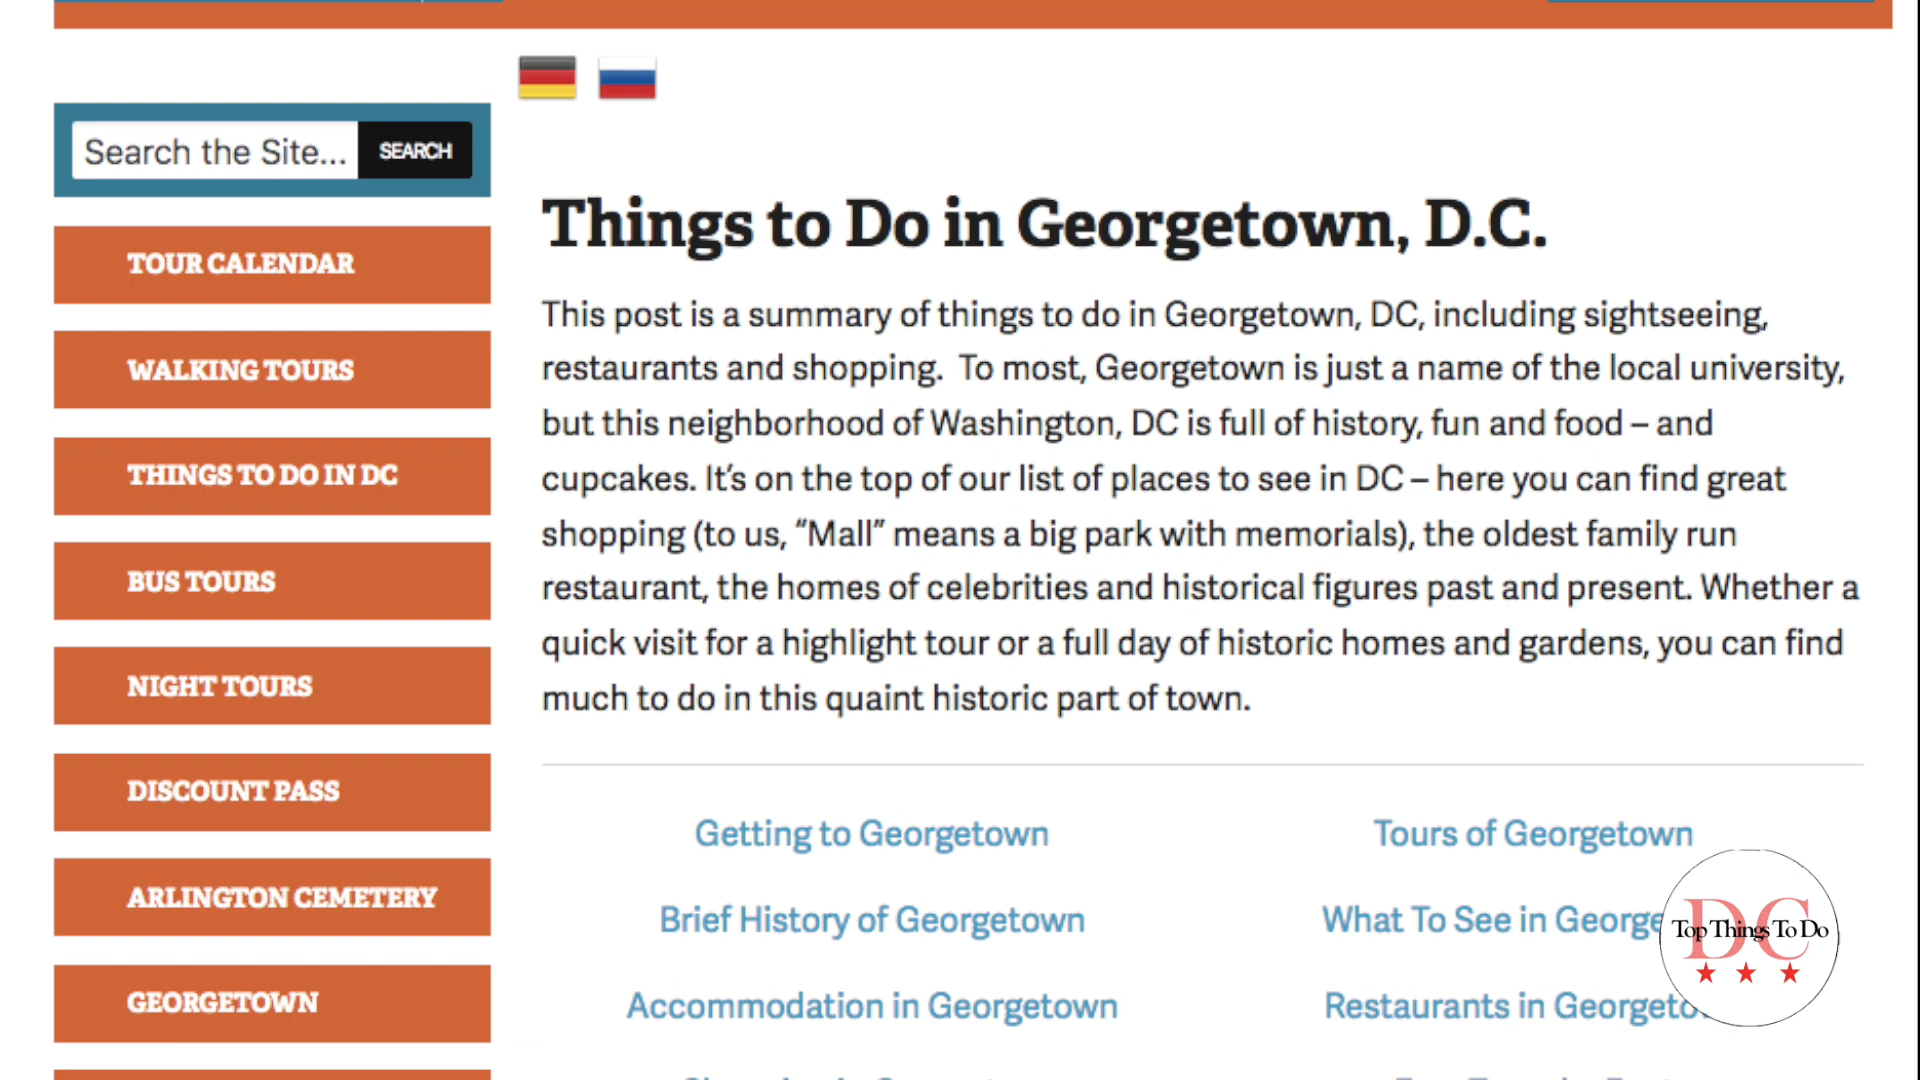 Search the Site... SEARCH
TOUR CALENDAR
WALKING TOURS
THINGS TO DO IN DC
BUS TOURS
NIGHT TOURS
DISCOUNT PASS
ARLINGTON CEMETERY
GEORGETOWN
Things to Do in Georgetown, D.C.
This post is a summary of things to do in Georgetown, DC, including sightseeing,
restaurants and shopping.  To most, Georgetown is just a name of the local university,
but this neighborhood of Washington, DC is full of history, fun and food – and
cupcakes. It’s on the top of our list of places to see in DC – here you can find great
shopping (to us, “Mall” means a big park with memorials), the oldest family run
restaurant, the homes of celebrities and historical figures past and present. Whether a
quick visit for a highlight tour or a full day of historic homes and gardens, you can find
much to do in this quaint historic part of town.
Getting to Georgetown
Tours of Georgetown
Brief History of Georgetown
What To See in
Accommodation in Georgetown
Restaurants in
DC
Top Things To Do